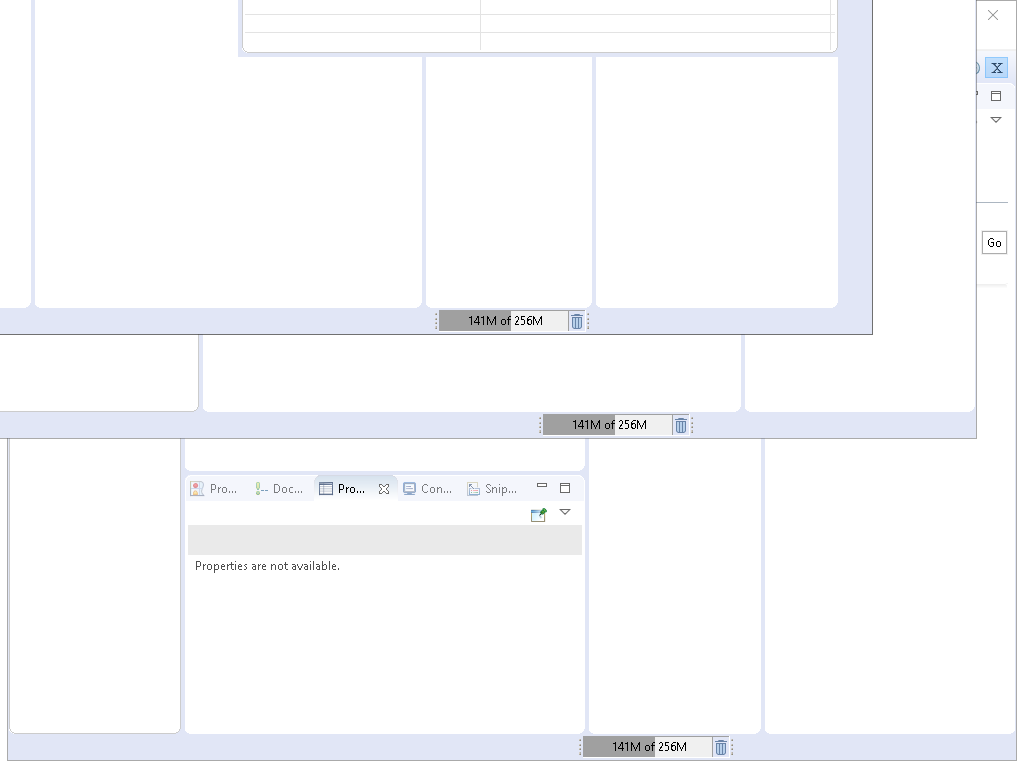 X
Go
141M of 256M
141M of 256M
Pro...
Doc...
Pro...
Con...
Snip...
Properties are not available.
141M of 256M